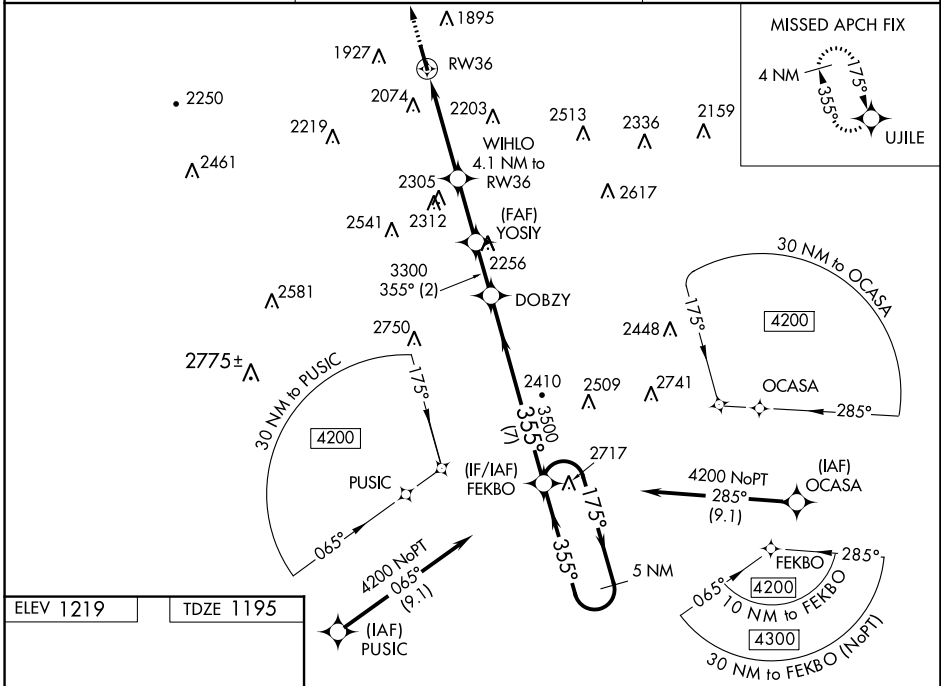 1895
MISSED APCH FIX
1927
RW36
4 NM
175°
355°
UJILE
2250
2074
2203
2513
2336
2159
2219
WIHLO
4.1 NM to
RW36
2461
2305
2312
2617
2541
(FAF)
YOSIY
2256
30 NM to OCASA
3300
355° (2)
2581
DOBZY
175°
4200
2750
2448
2775±
OCASA
285°
30 NM to PUSIC
175°
4200
2410
2509
2741
3500
355°
(7)
PUSIC
065°
(IF/IAF)
FEKBO
2717
175°
355°
5 NM
4200 NoPT
285°
(9.1)
(IAF)
OCASA
4200 NoPT
065°
(9.1)
FEKBO
065°
285°
4200
10 NM to FEKBO
4300
30 NM to FEKBO (NoPT)
ELEV 1219
TDZE 1195
(IAF)
PUSIC